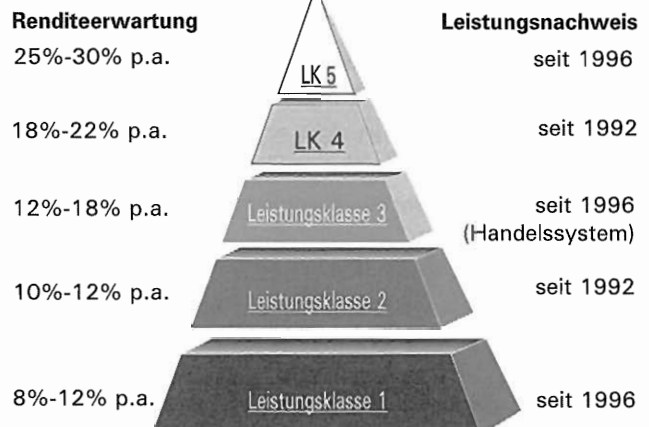 Renditeerwartung Leistungsnachweis
25%-30% p.a. LK 5 seit 1996
18%-22% p.a. LK 4 seit 1992
12%-18% p.a. Leistungsklasse 3 seit 1996
(Handelssystem)
10%-12% p.a. Leistungsklasse 2 seit 1992
8%-12% p.a. Leistungsklasse 1 seit 1996